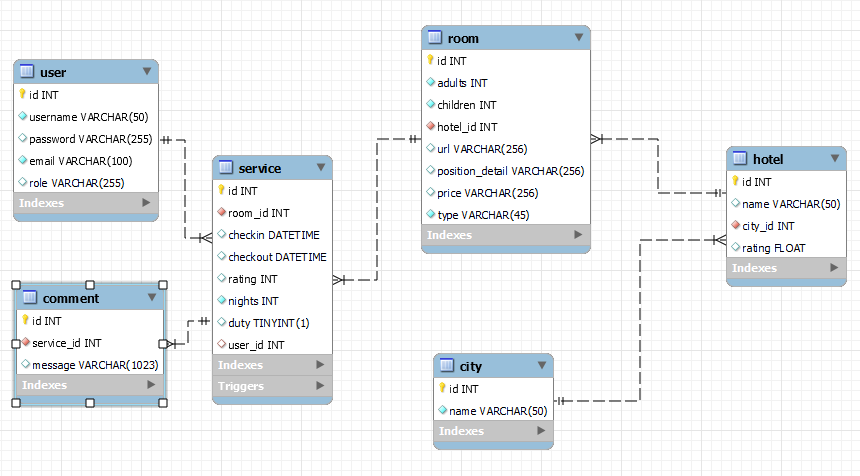 user
id INT
username VARCHAR(50)
password VARCHAR(255)
email VARCHAR(100)
role VARCHAR(255)
Indexes
comment
id INT
service_id INT
message VARCHAR(1023)
Indexes
service
id INT
room_id INT
checkin DATETIME
checkout DATETIME
rating INT
nights INT
duty TINYINT(1)
user_id INT
Indexes
Triggers
room
id INT
adults INT
children INT
hotel_id INT
url VARCHAR(256)
position_detail VARCHAR(256)
price VARCHAR(256)
type VARCHAR(45)
Indexes
city
id INT
name VARCHAR(50)
Indexes
hotel
id INT
name VARCHAR(50)
city_id INT
rating FLOAT
Indexes